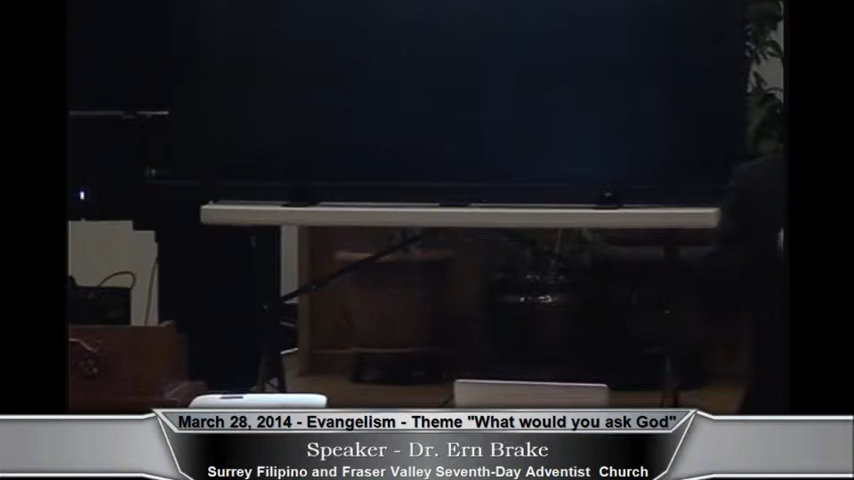 March 28, 2014 - Evangelism - Theme "What would you ask God"
Speaker - Dr. Ern Brake
Surrey Filipino and Fraser Valley Seventh-Day Adventist Church